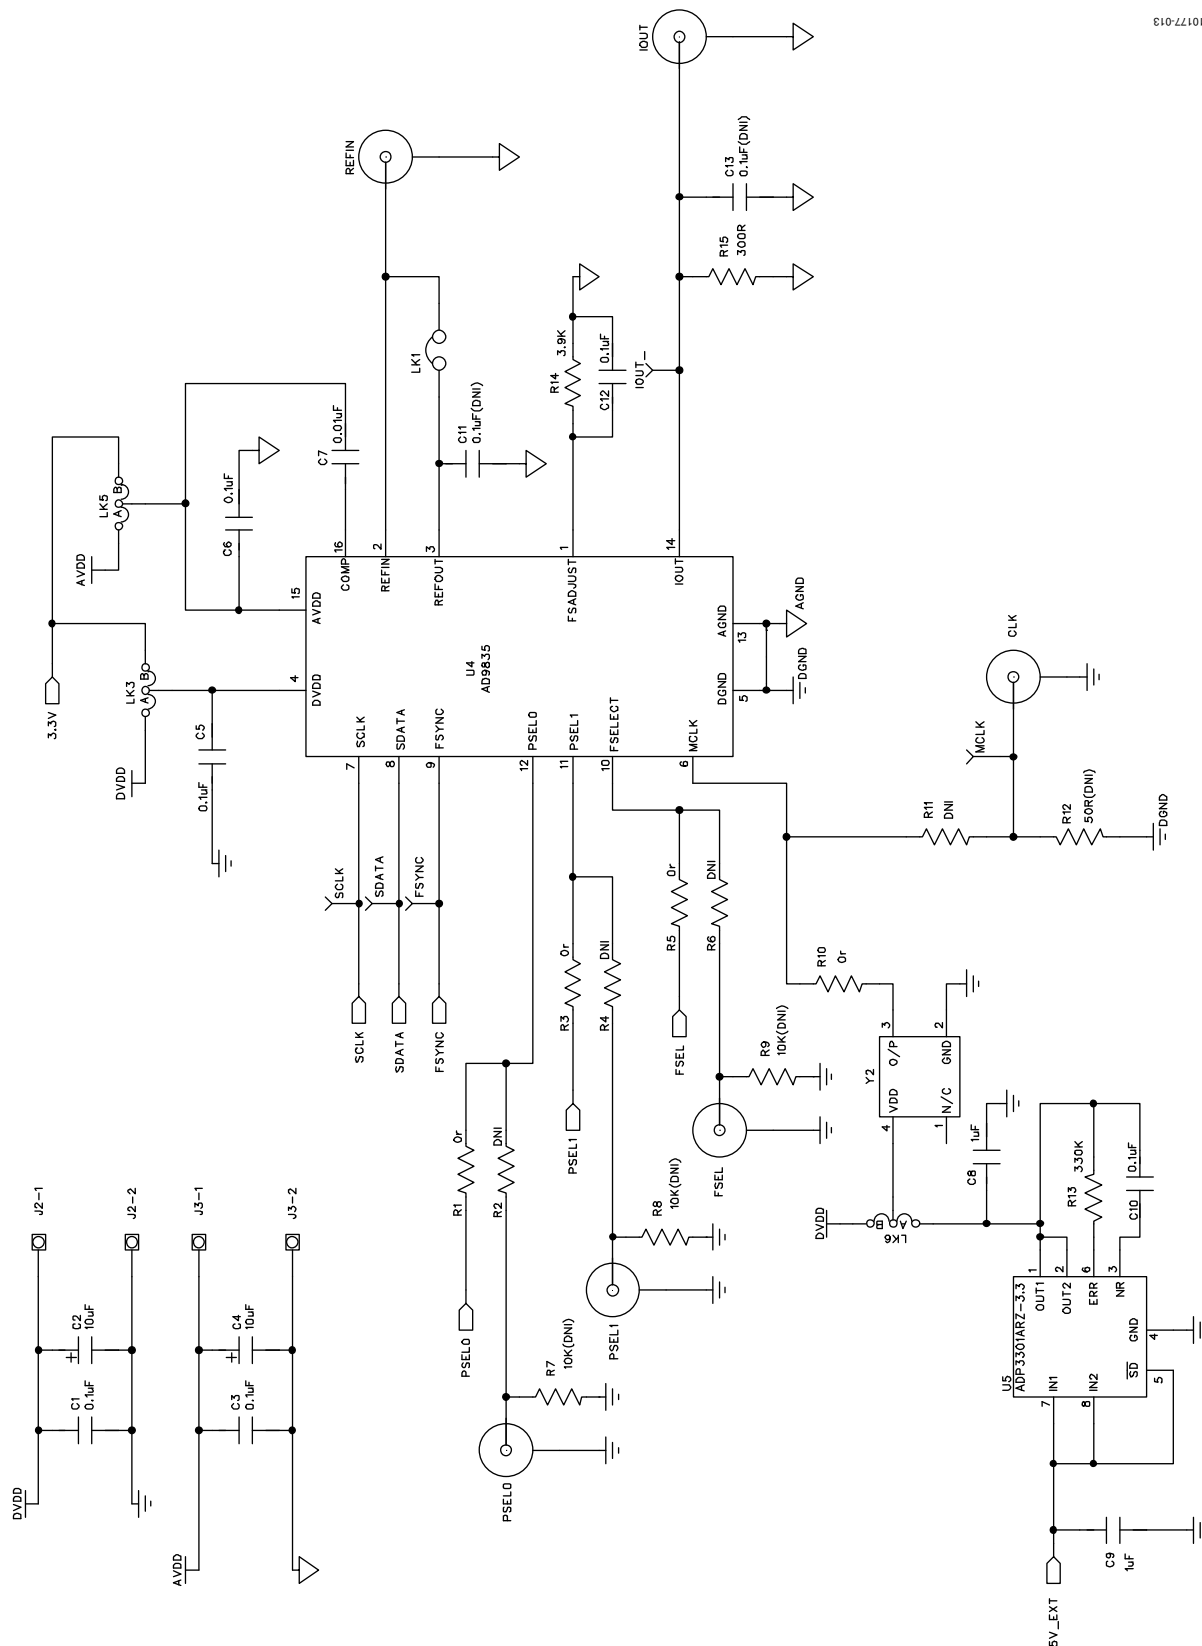 10177-013
IOUT
REFIN
C13
0.1uF(DNI)
R15
300R
LK1
R14
3.9K
0.1uF
C12
IOUT_
C11
0.1uF(DNI)
C7
0.01uF
LK5
A
B
AVDD
C6
0.1uF
3.3V
LK3
A
B
DVDD
C5
0.1uF
16
COMP
2
REFIN
3
REFOUT
1
FSADJUST
14
IOUT
15
AVDD
4
DVDD
U4
AD9835
AGND
13
AGND
DGND
5
DGND
7
SCLK
8
SDATA
9
FSYNC
12
PSEL0
11
PSEL1
10
FSELECT
6
MCLK
SCLK
SDATA
FSYNC
SCLK
SDATA
FSYNC
CLK
MCLK
R11
DNI
R12
50R(DNI)
DGND
R1
0r
R2
DNI
PSEL0
R3
0r
R4
DNI
PSEL1
R5
0r
R6
DNI
FSEL
R10
0r
R9
10K(DNI)
FSEL
R8
10K(DNI)
PSEL1
R7
10K(DNI)
PSEL0
Y2
3
O/P
2
GND
4
VDD
1
N/C
C8
1uF
DVDD
B
A
LK6
R13
330K
C10
0.1uF
U5
ADP3301ARZ-3.3
1
OUT1
2
OUT2
6
ERR
3
NR
GND
4
SD
5
7
IN1
8
IN2
C9
1uF
5V_EXT
J2-1
J2-2
J3-1
J3-2
C2
10uF
+
C1
0.1uF
DVDD
C4
10uF
+
C3
0.1uF
AVDD